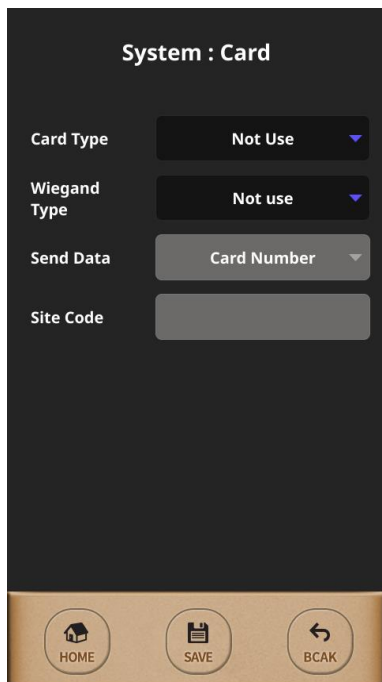 System : Card
Card Type Not Use
Wiegand
Type Not use
Send Data Card Number
Site Code
HOME SAVE BCAK